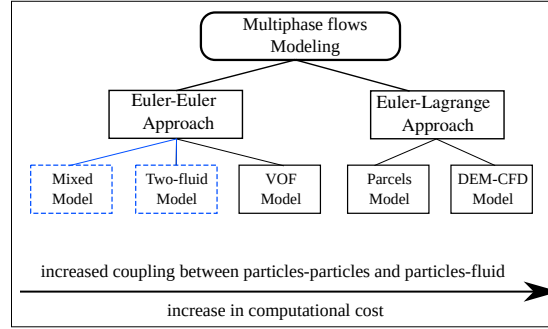 Multiphase flows
Modeling
Euler-Euler
Approach
Euler-Lagrange
Approach
Mixed
Model
Two-fluid
Model
VOF
Model
Parcels
Model
DEM-CFD
Model
increased coupling between particles-particles and particles-fluid
increase in computational cost